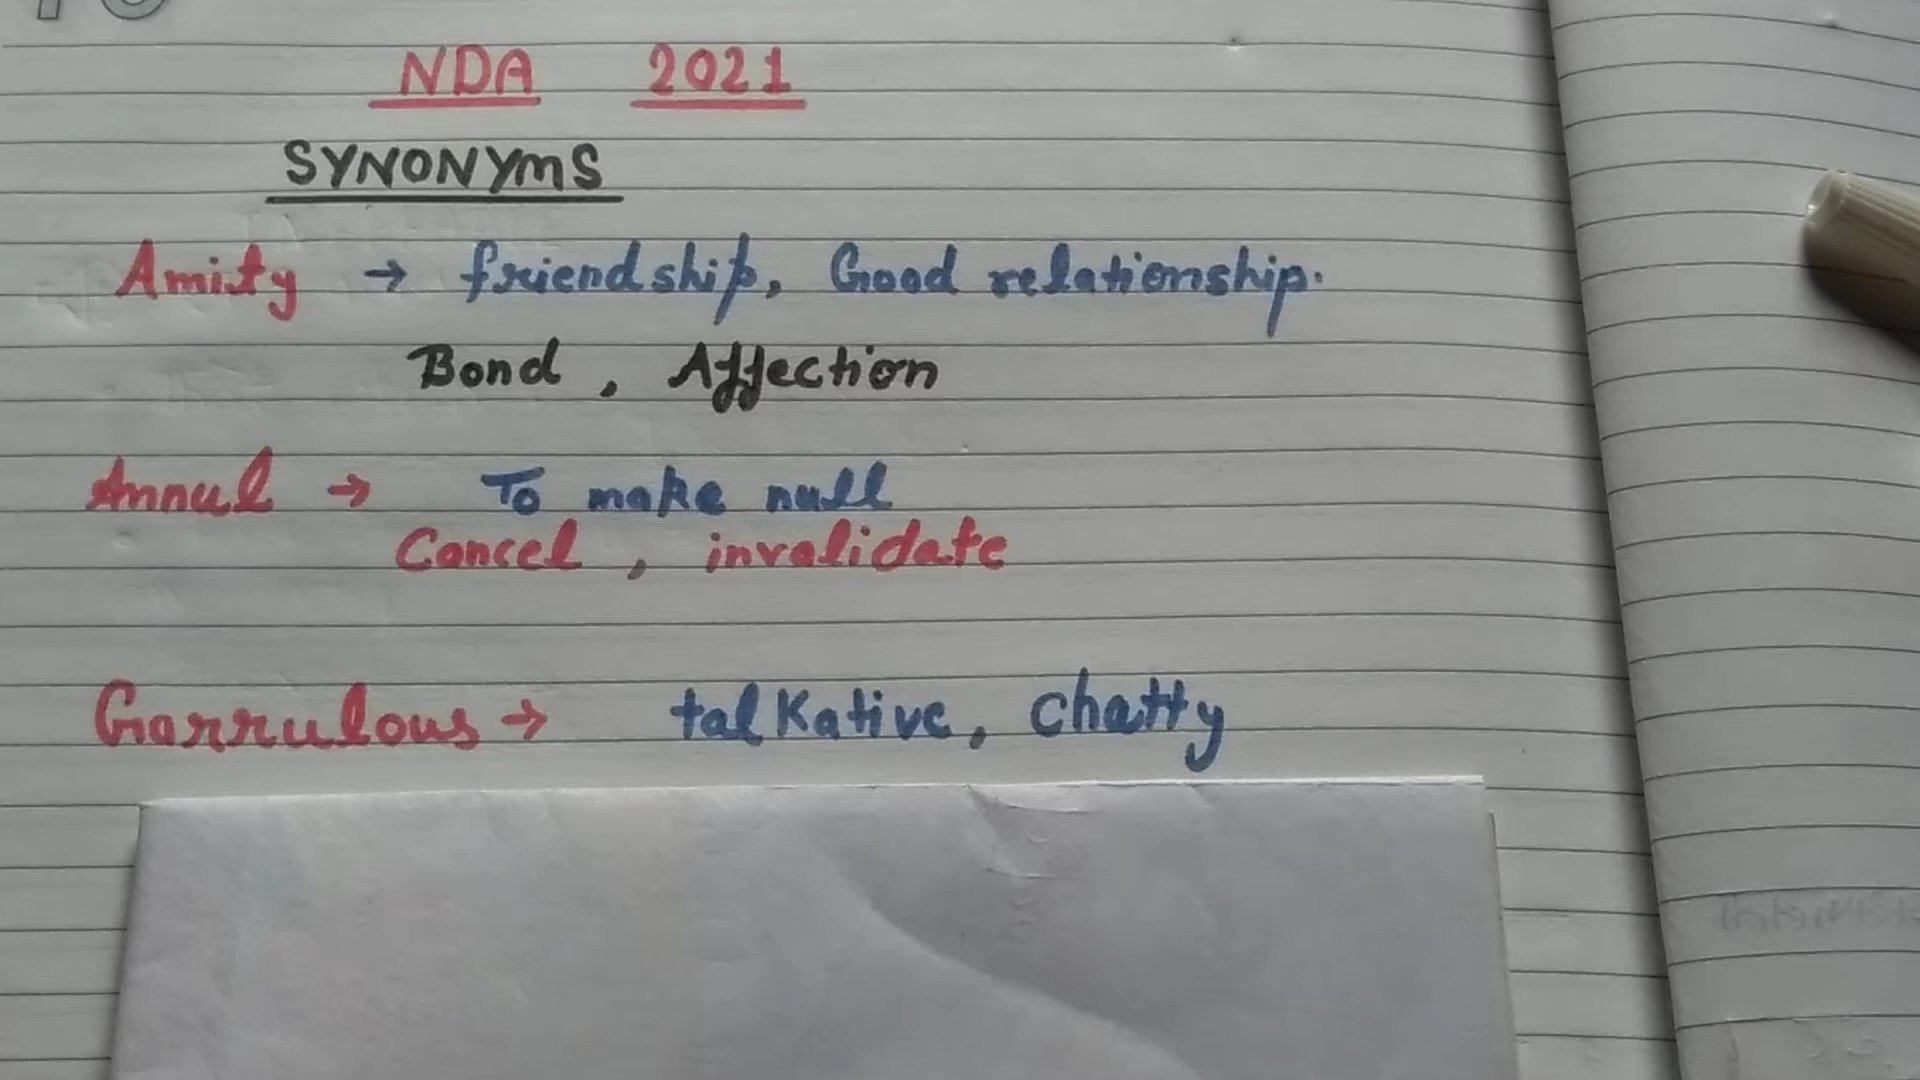 NDA 2021
SYNONYMS
Amity → friendship, Good relationship.
Bond , Affection
Annul → To make null
Cancel , invalidate
Garrulous → talkative, chatty